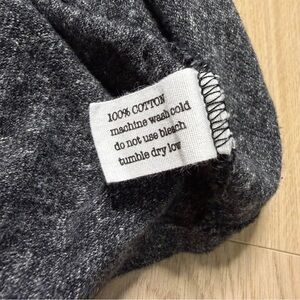 100% COTTON
machine wash cold
do not use bleach
tumble dry low